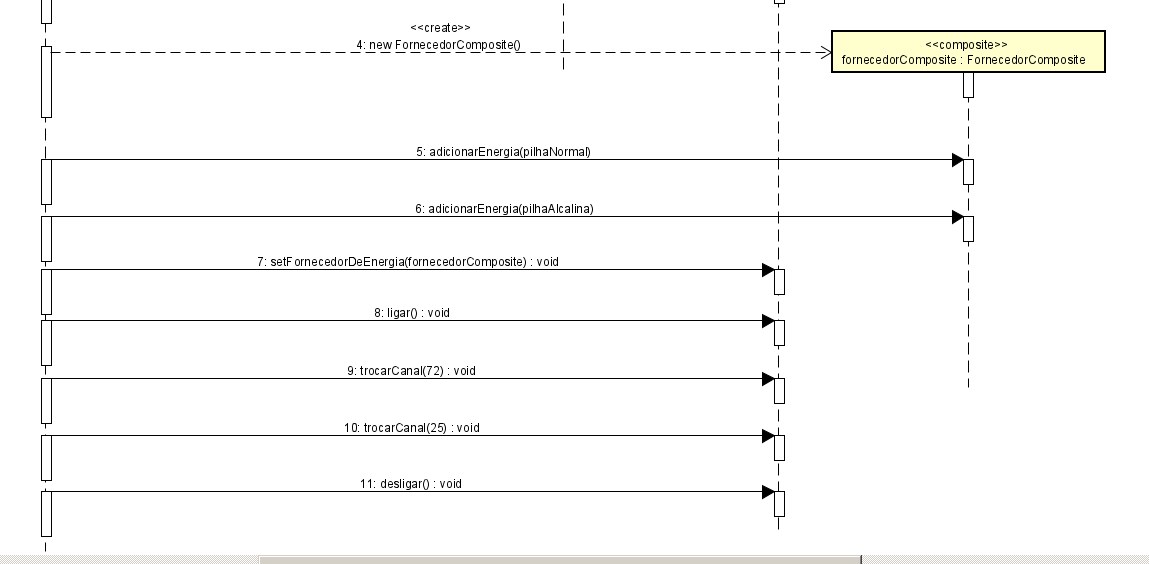 <<create>>
4: new FornecedorComposite()
<<composite>>
fornecedorComposite : FornecedorComposite
5: adicionarEnergia(pilhaNormal)
6: adicionarEnergia(pilhaAlcalina)
7: setFornecedorDeEnergia(fornecedorComposite) : void
8: ligar() : void
9: trocarCanal(72) : void
10: trocarCanal(25) : void
11: desligar() : void